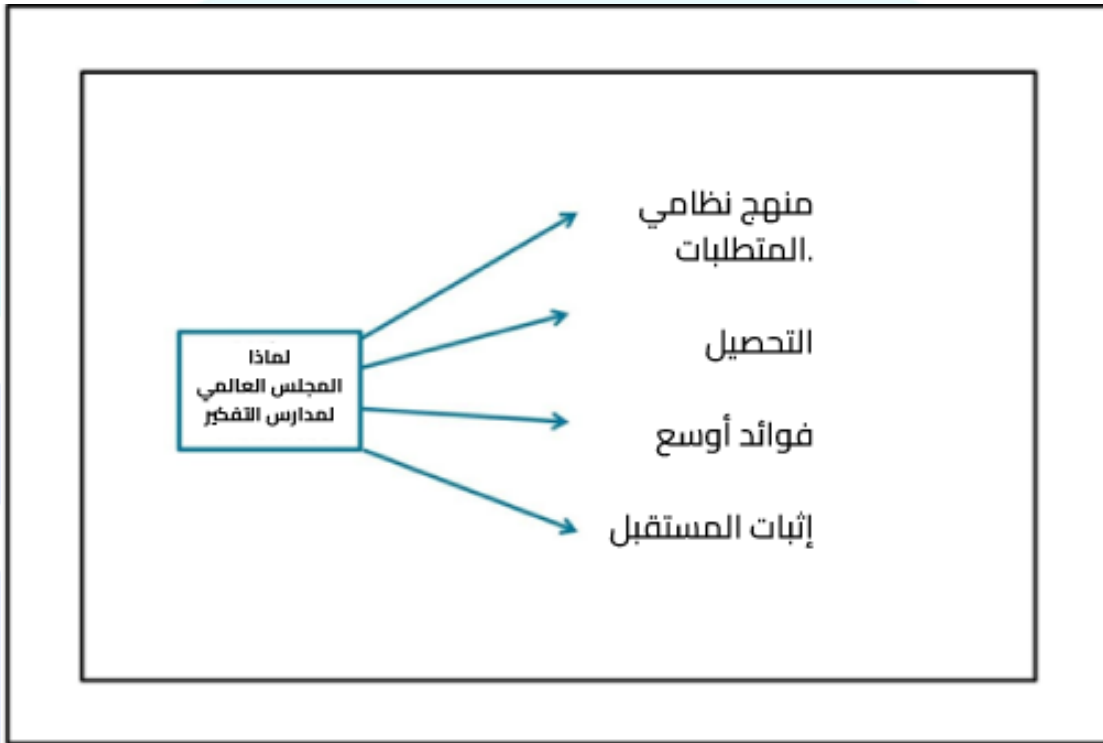 لماذا
المجلس العالمي
لمدارس التفكير
منهج نظامي
المتطلبات.
التحصيل
فوائد أوسع
إثبات المستقبل